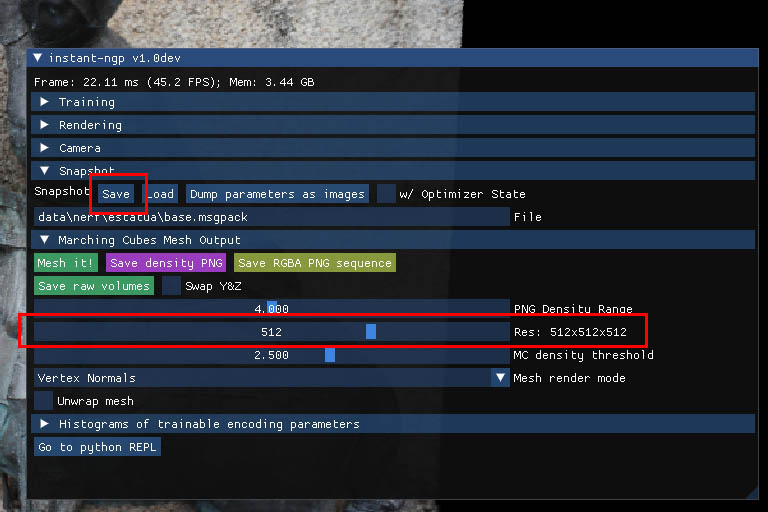 instant-ngp v1.0dev
Frame: 22.11 ms (45.2 FPS); Mem: 3.44 GB
Training
Rendering
Camera
Snapshot
Snapshot Save Load Dump parameters as images w/ Optimizer State
data\nerf\estatua\base.msgpack File
Marching Cubes Mesh Output
Mesh it! Save density PNG Save RGBA PNG sequence
Save raw volumes Swap Y&Z
4.000 PNG Density Range
512 Res: 512x512x512
2.500 MC density threshold
Vertex Normals Mesh render mode
Unwrap mesh
Histograms of trainable encoding parameters
Go to python REPL